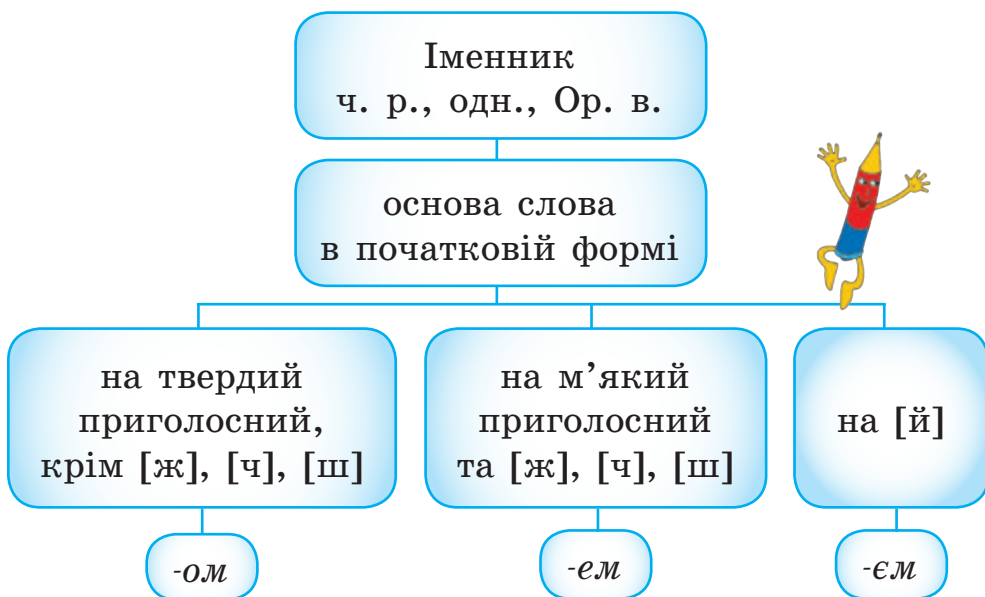 Іменник
ч. р., одн., Ор. в.
основа слова
в початковій формі
на твердий
приголосний,
крім [ж], [ч], [ш]
на м’який
приголосний
та [ж], [ч], [ш]
на [й]
-ом
-ем
-єм